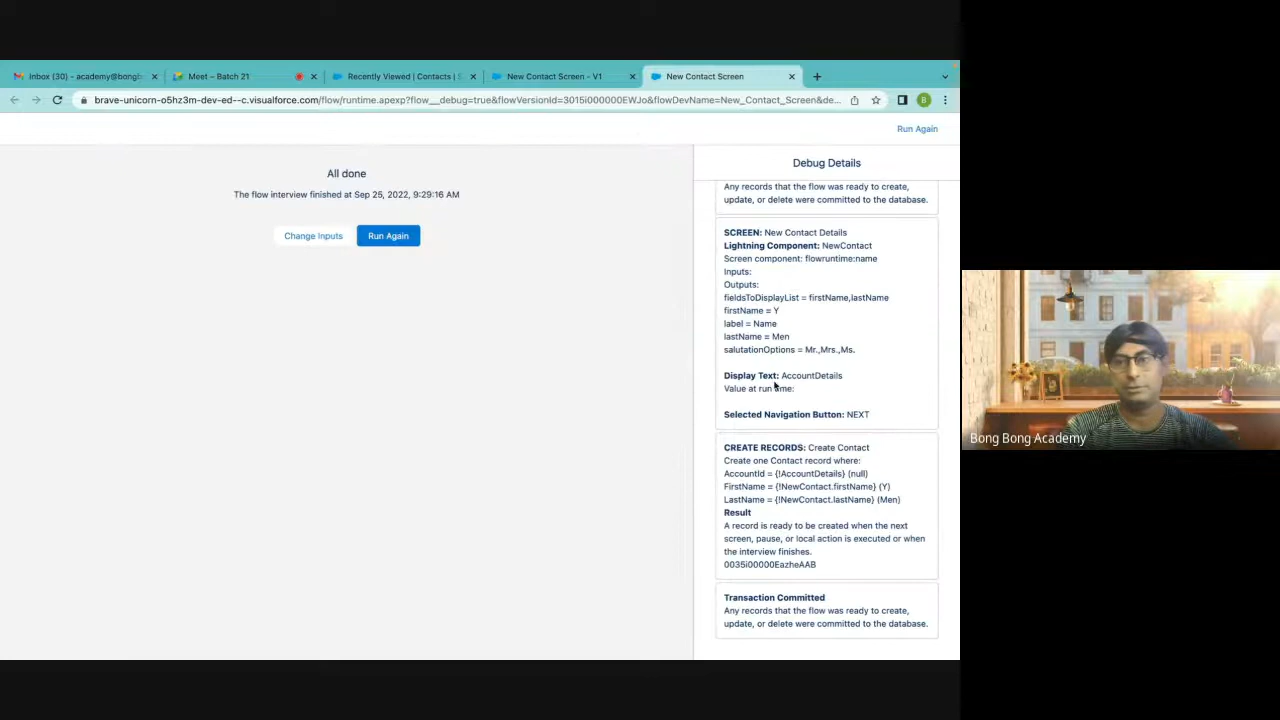 Inbox (30) - academy@bongb
Meet – Batch 21
Recently Viewed | Contacts | S
New Contact Screen - V1
New Contact Screen
brave-unicorn-o5hz3m-dev-ed--c.visualforce.com/flow/runtime.apexp?flow__debug=true&flowVersionId=3015i000000EWJo&flowDevName=New_Contact_Screen&de...
B
Run Again
All done
The flow interview finished at Sep 25, 2022, 9:29:16 AM
Change Inputs
Run Again
Debug Details
Any records that the flow was ready to create,
update, or delete were committed to the database.
SCREEN: New Contact Details
Lightning Component: NewContact
Screen component: flowruntime:name
Inputs:
Outputs:
fieldsToDisplayList = firstName,lastName
firstName = Y
label = Name
lastName = Men
salutationOptions = Mr.,Mrs.,Ms.
Display Text: AccountDetails
Value at run time:
Selected Navigation Button: NEXT
CREATE RECORDS: Create Contact
Create one Contact record where:
AccountId = {!AccountDetails} (null)
FirstName = {!NewContact.firstName} (Y)
LastName = {!NewContact.lastName} (Men)
Result
A record is ready to be created when the next
screen, pause, or local action is executed or when
the interview finishes.
0035i00000EazheAAB
Transaction Committed
Any records that the flow was ready to create,
update, or delete were committed to the database.
Bong Bong Academy